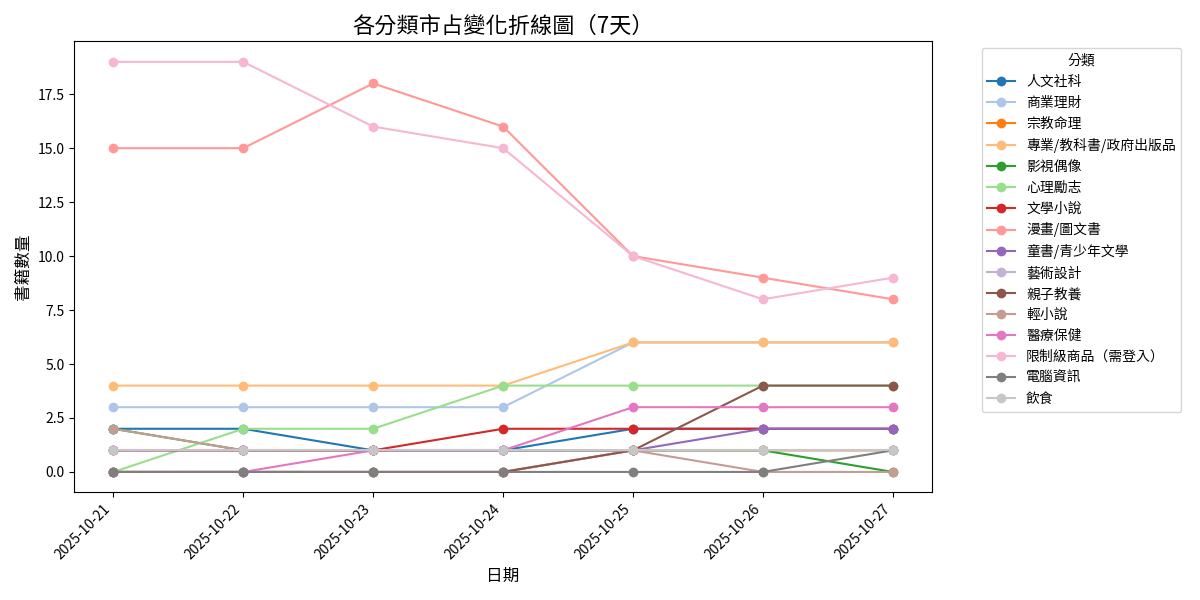 各分類市占變化折線圖（7天）
書籍數量
17.5
15.0
12.5
10.0
7.5
5.0
2.5
0.0
2025-10-21
2025-10-22
2025-10-23
2025-10-24
2025-10-25
2025-10-26
2025-10-27
日期
分類
人文社科
商業理財
宗教命理
專業/教科書/政府出版品
影視偶像
心理勵志
文學小說
漫畫/圖文書
童書/青少年文學
藝術設計
親子教養
輕小說
醫療保健
限制級商品（需登入）
電腦資訊
飲食